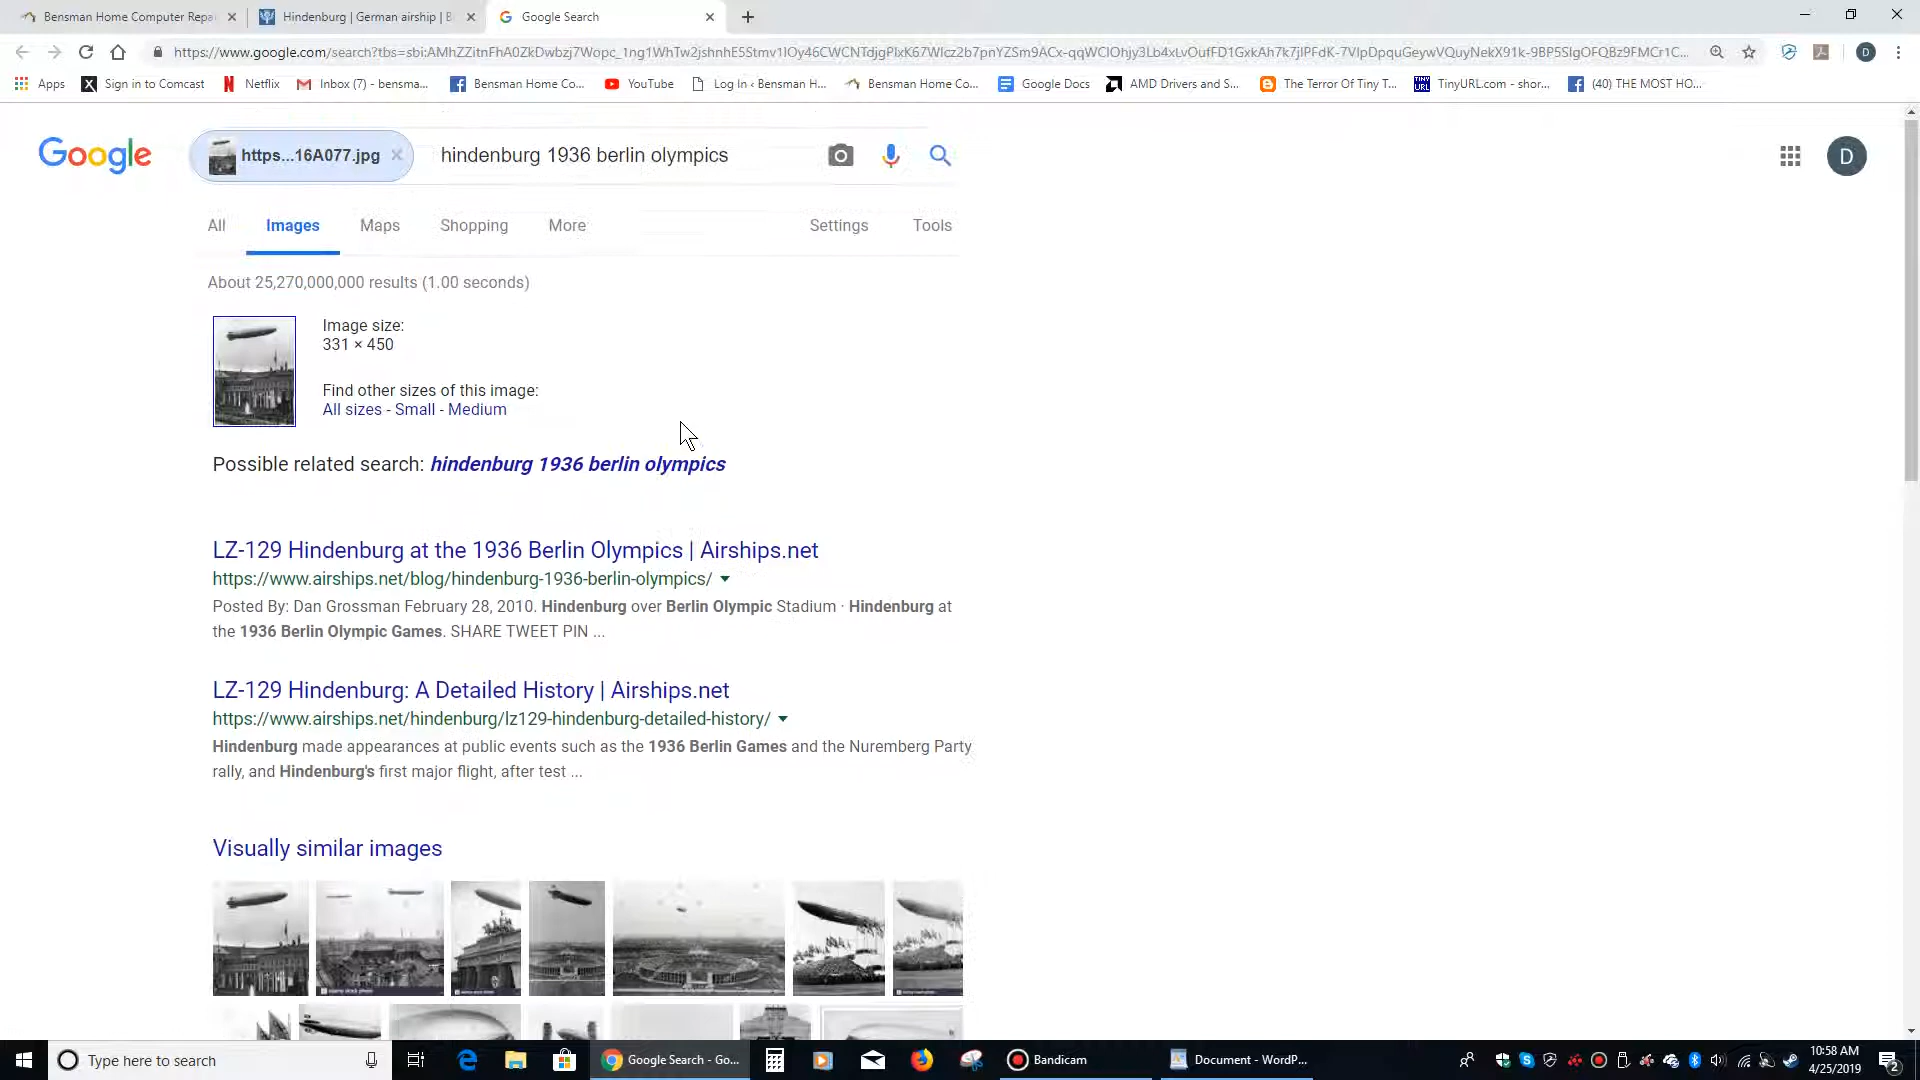 Bensman Home Computer Repa
Hindenburg | German airship | B
Google Search
https://www.google.com/search?tbs=sbi:
Apps
Sign in to Comcast
Netflix
Inbox (7) - bensma...
Bensman Home Co...
YouTube
Log In ‹ Bensman H...
Bensman Home Co...
Google Docs
AMD Drivers and S...
The Terror Of Tiny T...
TinyURL.com - shor...
(40) THE MOST HO...
Google
https...16A077.jpg
hindenburg 1936 berlin olympics
D
All
Images
Maps
Shopping
More
Settings
Tools
About 25,270,000,000 results (1.00 seconds)
Image size:
331 × 450
Find other sizes of this image:
All sizes - Small - Medium
Possible related search: hindenburg 1936 berlin olympics
LZ-129 Hindenburg at the 1936 Berlin Olympics | Airships.net
https://www.airships.net/blog/hindenburg-1936-berlin-olympics/
Posted By: Dan Grossman February 28, 2010. Hindenburg over Berlin Olympic Stadium · Hindenburg at
the 1936 Berlin Olympic Games. SHARE TWEET PIN ...
LZ-129 Hindenburg: A Detailed History | Airships.net
https://www.airships.net/hindenburg/lz129-hindenburg-detailed-history/
Hindenburg made appearances at public events such as the 1936 Berlin Games and the Nuremberg Party
rally, and Hindenburg's first major flight, after test ...
Visually similar images
Type here to search
Google Search - Go...
Bandicam
Document - WordP...
10:58 AM
4/25/2019
2